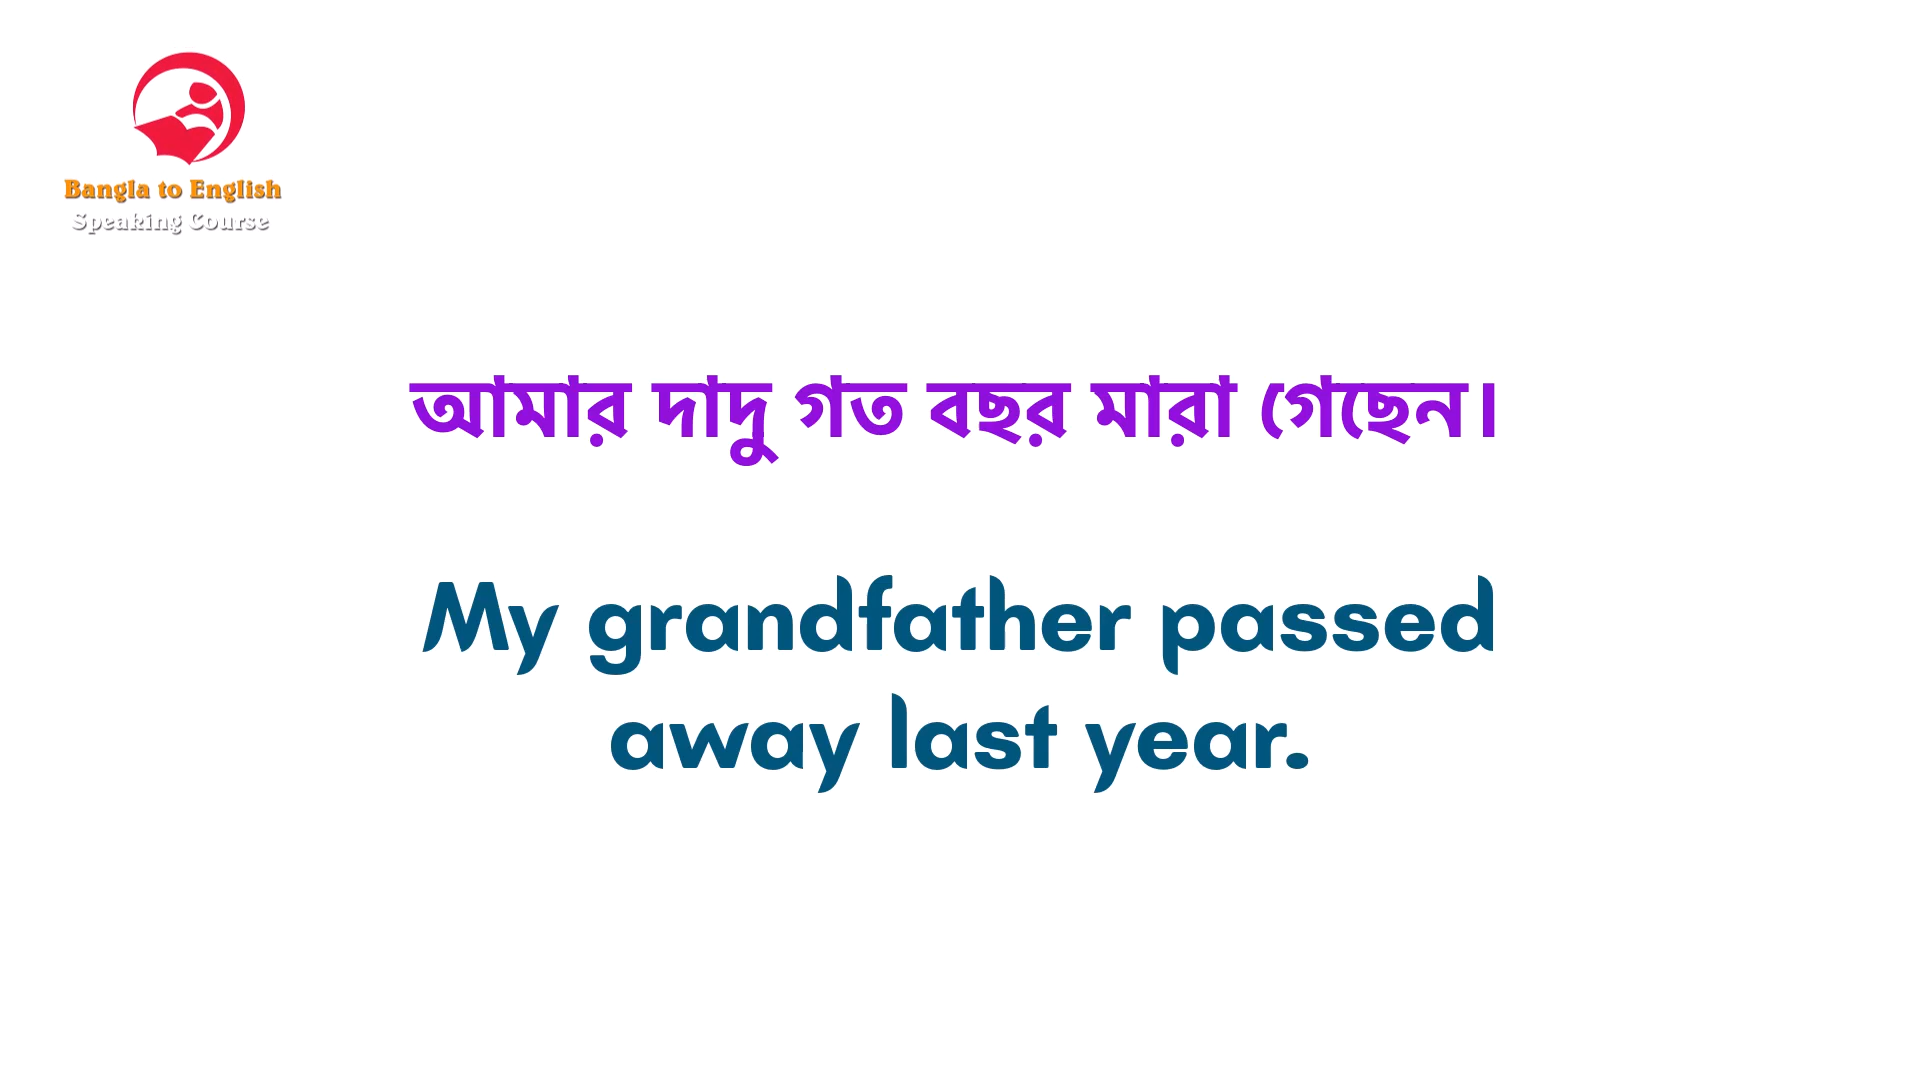 Bangla to English
Speaking Course
আমার দাদু গত বছর মারা গেছেন।
My grandfather passed
away last year.